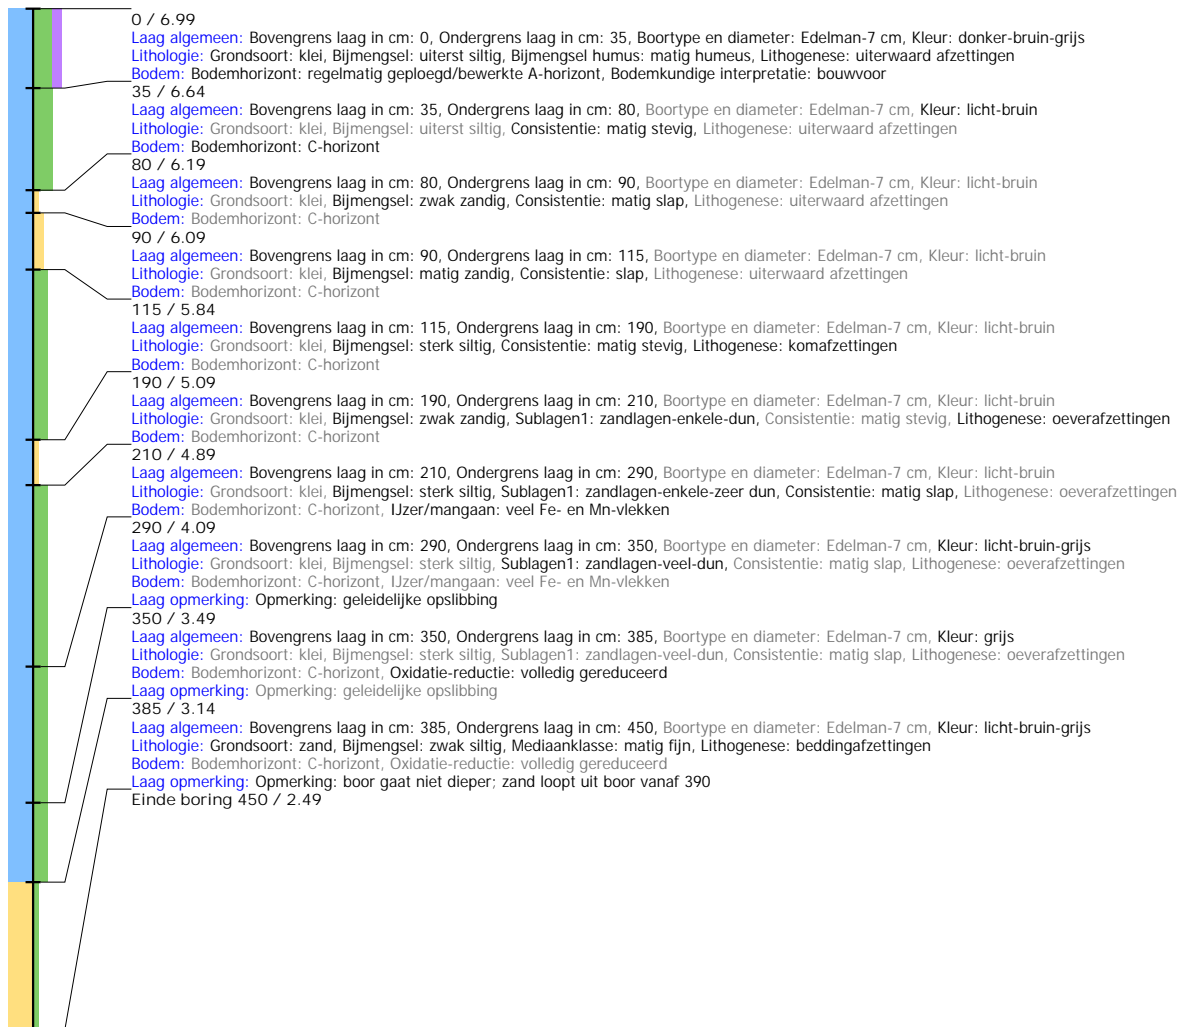 0 / 6.99
Laag algemeen: Bovengrens laag in cm: 0, Ondergrens laag in cm: 35, Boortype en diameter: Edelman-7 cm, Kleur: donker-bruin-grijs
Lithologie: Grondsoort: klei, Bijmengsel: uiterst siltig, Bijmengsel humus: matig humeus, Lithogenese: uiterwaard afzettingen
Bodem: Bodemhorizont: regelmatig geploegd/bewerkte A-horizont, Bodemkundige interpretatie: bouwvoor
35 / 6.64
Laag algemeen: Bovengrens laag in cm: 35, Ondergrens laag in cm: 80, Boortype en diameter: Edelman-7 cm, Kleur: licht-bruin
Lithologie: Grondsoort: klei, Bijmengsel: uiterst siltig, Consistentie: matig stevig, Lithogenese: uiterwaard afzettingen
Bodem: Bodemhorizont: C-horizont
80 / 6.19
Laag algemeen: Bovengrens laag in cm: 80, Ondergrens laag in cm: 90, Boortype en diameter: Edelman-7 cm, Kleur: licht-bruin
Lithologie: Grondsoort: klei, Bijmengsel: zwak zandig, Consistentie: matig slap, Lithogenese: uiterwaard afzettingen
Bodem: Bodemhorizont: C-horizont
90 / 6.09
Laag algemeen: Bovengrens laag in cm: 90, Ondergrens laag in cm: 115, Boortype en diameter: Edelman-7 cm, Kleur: licht-bruin
Lithologie: Grondsoort: klei, Bijmengsel: matig zandig, Consistentie: slap, Lithogenese: uiterwaard afzettingen
Bodem: Bodemhorizont: C-horizont
115 / 5.84
Laag algemeen: Bovengrens laag in cm: 115, Ondergrens laag in cm: 190, Boortype en diameter: Edelman-7 cm, Kleur: licht-bruin
Lithologie: Grondsoort: klei, Bijmengsel: sterk siltig, Consistentie: matig stevig, Lithogenese: komafzettingen
Bodem: Bodemhorizont: C-horizont
190 / 5.09
Laag algemeen: Bovengrens laag in cm: 190, Ondergrens laag in cm: 210, Boortype en diameter: Edelman-7 cm, Kleur: licht-bruin
Lithologie: Grondsoort: klei, Bijmengsel: zwak zandig, Sublagen1: zandlagen-enkele-dun, Consistentie: matig stevig, Lithogenese: oeverafzettingen
Bodem: Bodemhorizont: C-horizont
210 / 4.89
Laag algemeen: Bovengrens laag in cm: 210, Ondergrens laag in cm: 290, Boortype en diameter: Edelman-7 cm, Kleur: licht-bruin
Lithologie: Grondsoort: klei, Bijmengsel: sterk siltig, Sublagen1: zandlagen-enkele-zeer dun, Consistentie: matig slap, Lithogenese: oeverafzettingen
Bodem: Bodemhorizont: C-horizont, IJzer/mangaan: veel Fe- en Mn-vlekken
290 / 4.09
Laag algemeen: Bovengrens laag in cm: 290, Ondergrens laag in cm: 350, Boortype en diameter: Edelman-7 cm, Kleur: licht-bruin-grijs
Lithologie: Grondsoort: klei, Bijmengsel: sterk siltig, Sublagen1: zandlagen-veel-dun, Consistentie: matig slap, Lithogenese: oeverafzettingen
Bodem: Bodemhorizont: C-horizont, IJzer/mangaan: veel Fe- en Mn-vlekken
Laag opmerking: Opmerking: geleidelijke opslibbing
350 / 3.49
Laag algemeen: Bovengrens laag in cm: 350, Ondergrens laag in cm: 385, Boortype en diameter: Edelman-7 cm, Kleur: grijs
Lithologie: Grondsoort: klei, Bijmengsel: sterk siltig, Sublagen1: zandlagen-veel-dun, Consistentie: matig slap, Lithogenese: oeverafzettingen
Bodem: Bodemhorizont: C-horizont, Oxidatie-reductie: volledig gereduceerd
Laag opmerking: Opmerking: geleidelijke opslibbing
385 / 3.14
Laag algemeen: Bovengrens laag in cm: 385, Ondergrens laag in cm: 450, Boortype en diameter: Edelman-7 cm, Kleur: licht-bruin-grijs
Lithologie: Grondsoort: zand, Bijmengsel: zwak siltig, Mediaanklasse: matig fijn, Lithogenese: beddingafzettingen
Bodem: Bodemhorizont: C-horizont, Oxidatie-reductie: volledig gereduceerd
Laag opmerking: Opmerking: boor gaat niet dieper; zand loopt uit boor vanaf 390
Einde boring 450 / 2.49